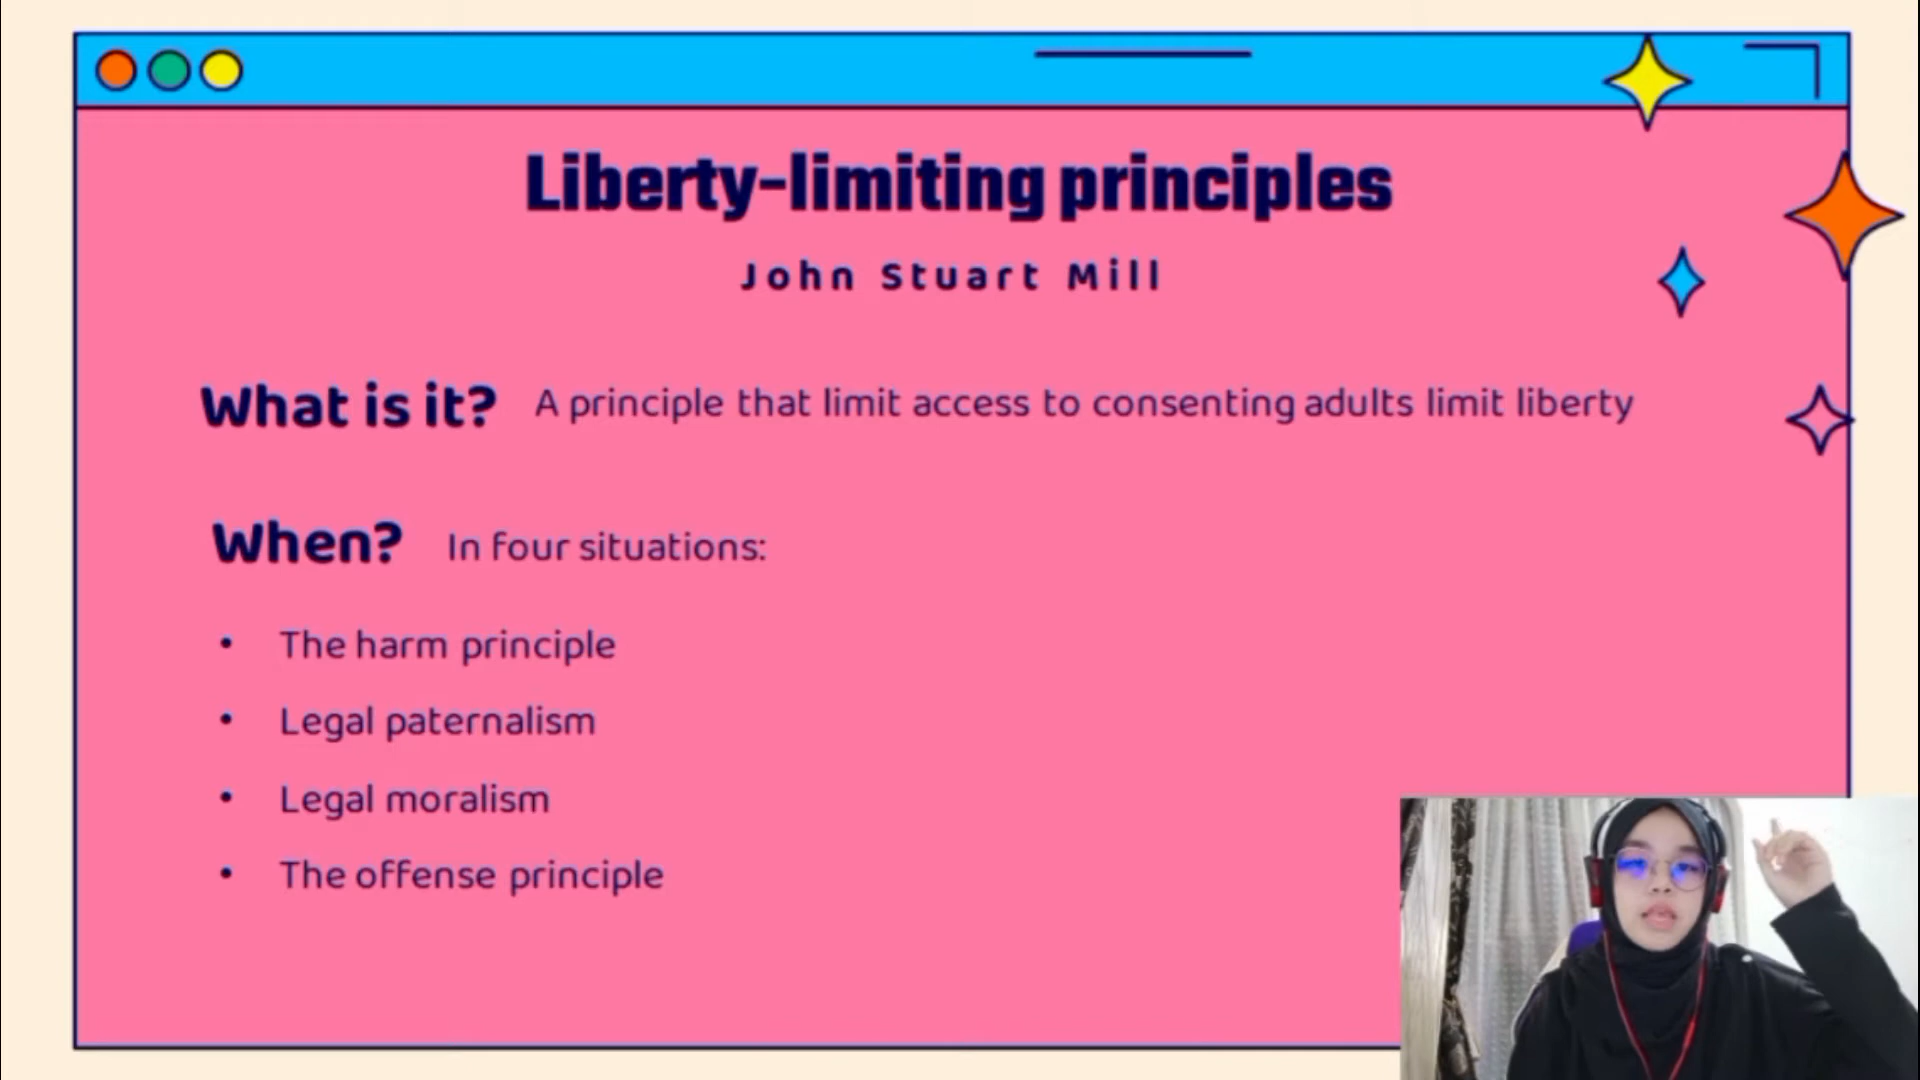 Liberty-limiting principles
John Stuart Mill
What is it? A principle that limit access to consenting adults limit liberty
When? In four situations:
• The harm principle
• Legal paternalism
• Legal moralism
• The offense principle